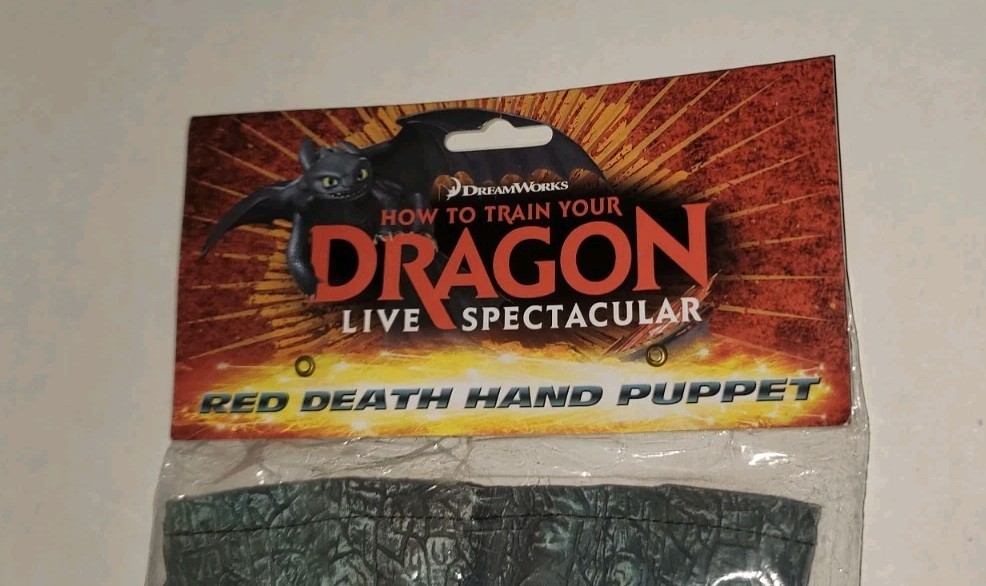 DREAMWORKS
HOW TO TRAIN YOUR
DRAGON
LIVE SPECTACULAR
RED DEATH HAND PUPPET